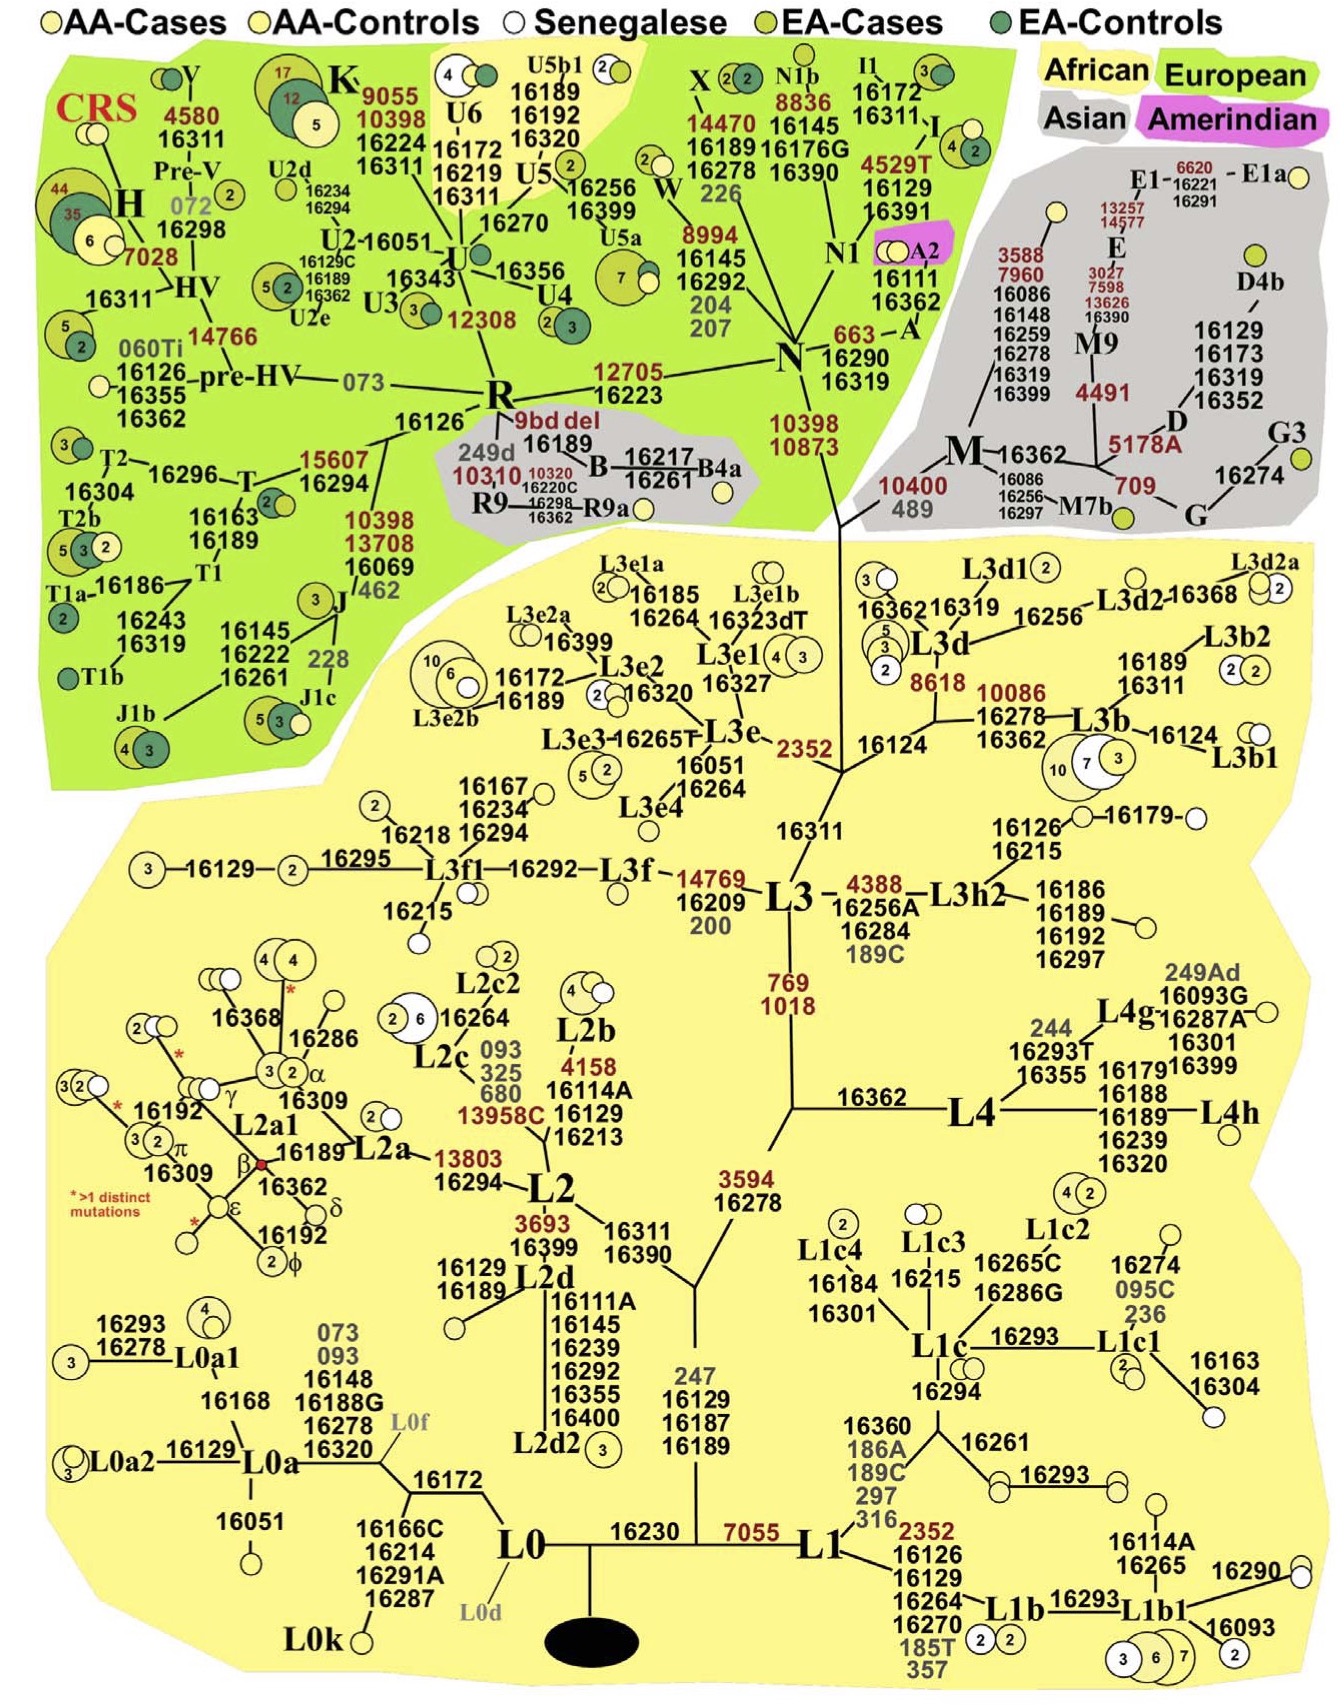 AA-Cases AA-Controls Senegalese EA-Cases EA-Controls
African European
Asian Amerindian
CRS
V
4580
16311
Pre-V
2
072
16298
44
35
6
H
7028
HV
16311
5
2
14766
060Ti
16126
16355
16362
pre-HV
073
17
12
5
K
9055
10398
16224
16311
U2d
16234
16294
U2
16051
16129C
16189
16362
U2e
5
2
16343
U3
3
U
12308
4
U6
16172
16219
16311
U5b1
2
16189
16192
16320
U5
2
16270
16256
16399
U5a
7
16356
U4
2
3
R
12705
16223
X
2
2
14470
16189
16278
226
N1b
8836
16145
16176G
16390
I1
3
16172
16311
I
4
2
4529T
16129
16391
2
W
8994
16145
16292
204
207
N1
A2
16111
16362
A
663
16290
16319
N
10398
10873
E1
6620
16221
16291
E1a
13257
14577
E
3027
7598
13626
16390
M9
4491
3588
7960
16086
16148
16259
16278
16319
16399
D4b
16129
16173
16319
16352
D
5178A
M
16362
16086
16256
16297
M7b
709
G
16274
G3
10400
489
16126
15607
16294
T
2
16296
T2
3
16304
T2b
5
3
2
16163
16189
T1
T1a
16186
2
16243
16319
T1b
10398
13708
16069
462
J
3
16145
16222
16261
J1b
4
3
228
J1c
5
3
9bd del
249d
16189
10310
R9
10320
16220C
16298
16362
R9a
B
16217
16261
B4a
L3e1a
2
16185
16264
L3e1b
16323dT
L3e1
4
3
16327
L3e2a
16399
L3e2
2
16320
10
6
16172
16189
L3e2b
L3e3
16265T
5
2
L3e
2352
16051
16264
L3e4
3
16362
L3d1
2
16319
5
3
2
L3d
8618
16256
L3d2
16368
L3d2a
2
L3b2
16189
16311
2
2
10086
16278
16362
L3b
16124
L3b1
10
7
3
16124
16311
2
16218
16167
16234
16294
3
16129
2
16295
L3f1
16292
L3f
16215
14769
16209
200
L3
4388
16256A
16284
189C
L3h2
16126
16215
16179
16186
16189
16192
16297
769
1018
4
4
*
16368
16286
2
*
3
2
α
γ
16309
3
2
*
16192
3
2
π
L2a1
β
16189
16309
16362
ε
δ
*
16192
2
φ
*>1 distinct
mutations
2
L2a
13803
16294
2
L2c2
16264
2
6
L2c
093
325
680
13958C
4
L2b
4158
16114A
16129
16213
L2
3693
16399
16311
16390
L2d
16129
16189
16111A
16145
16239
16292
16355
16400
L2d2
3
16362
L4
244
16293T
16355
L4g
249Ad
16093G
16287A
16301
16399
16179
16188
16189
16239
16320
L4h
3594
16278
247
16129
16187
16189
2
L1c4
16184
16301
L1c3
16215
4
2
L1c2
16265C
16286G
L1c
16293
L1c1
2
16274
095C
236
16163
16304
16294
16360
186A
189C
297
316
16261
16293
4
16293
16278
3
L0a1
16168
3
L0a2
16129
L0a
16051
073
093
16148
16188G
16278
16320
L0f
16172
16166C
16214
16291A
16287
L0k
L0
L0d
16230
7055
L1
2352
16126
16129
16264
16270
185T
357
L1b
2
2
16293
L1b1
16114A
16265
16290
16093
2
3
6
7